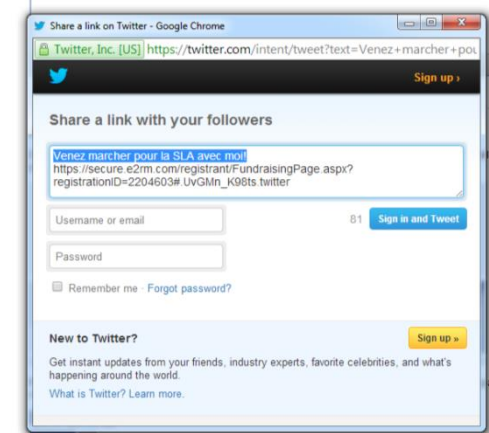 Share a link on Twitter - Google Chrome
Twitter, Inc. [US] https://twitter.com/intent/tweet?text=Venez+marcher+pou
Sign up ›
Share a link with your followers
Venez marcher pour la SLA avec moi!
https://secure.e2rm.com/registrant/FundraisingPage.aspx?
registrationID=2204603#.UvGMn_K98ts.twitter
Username or email
81 Sign in and Tweet
Password
Remember me · Forgot password?
New to Twitter?
Sign up »
Get instant updates from your friends, industry experts, favorite celebrities, and what's
happening around the world.
What is Twitter? Learn more.